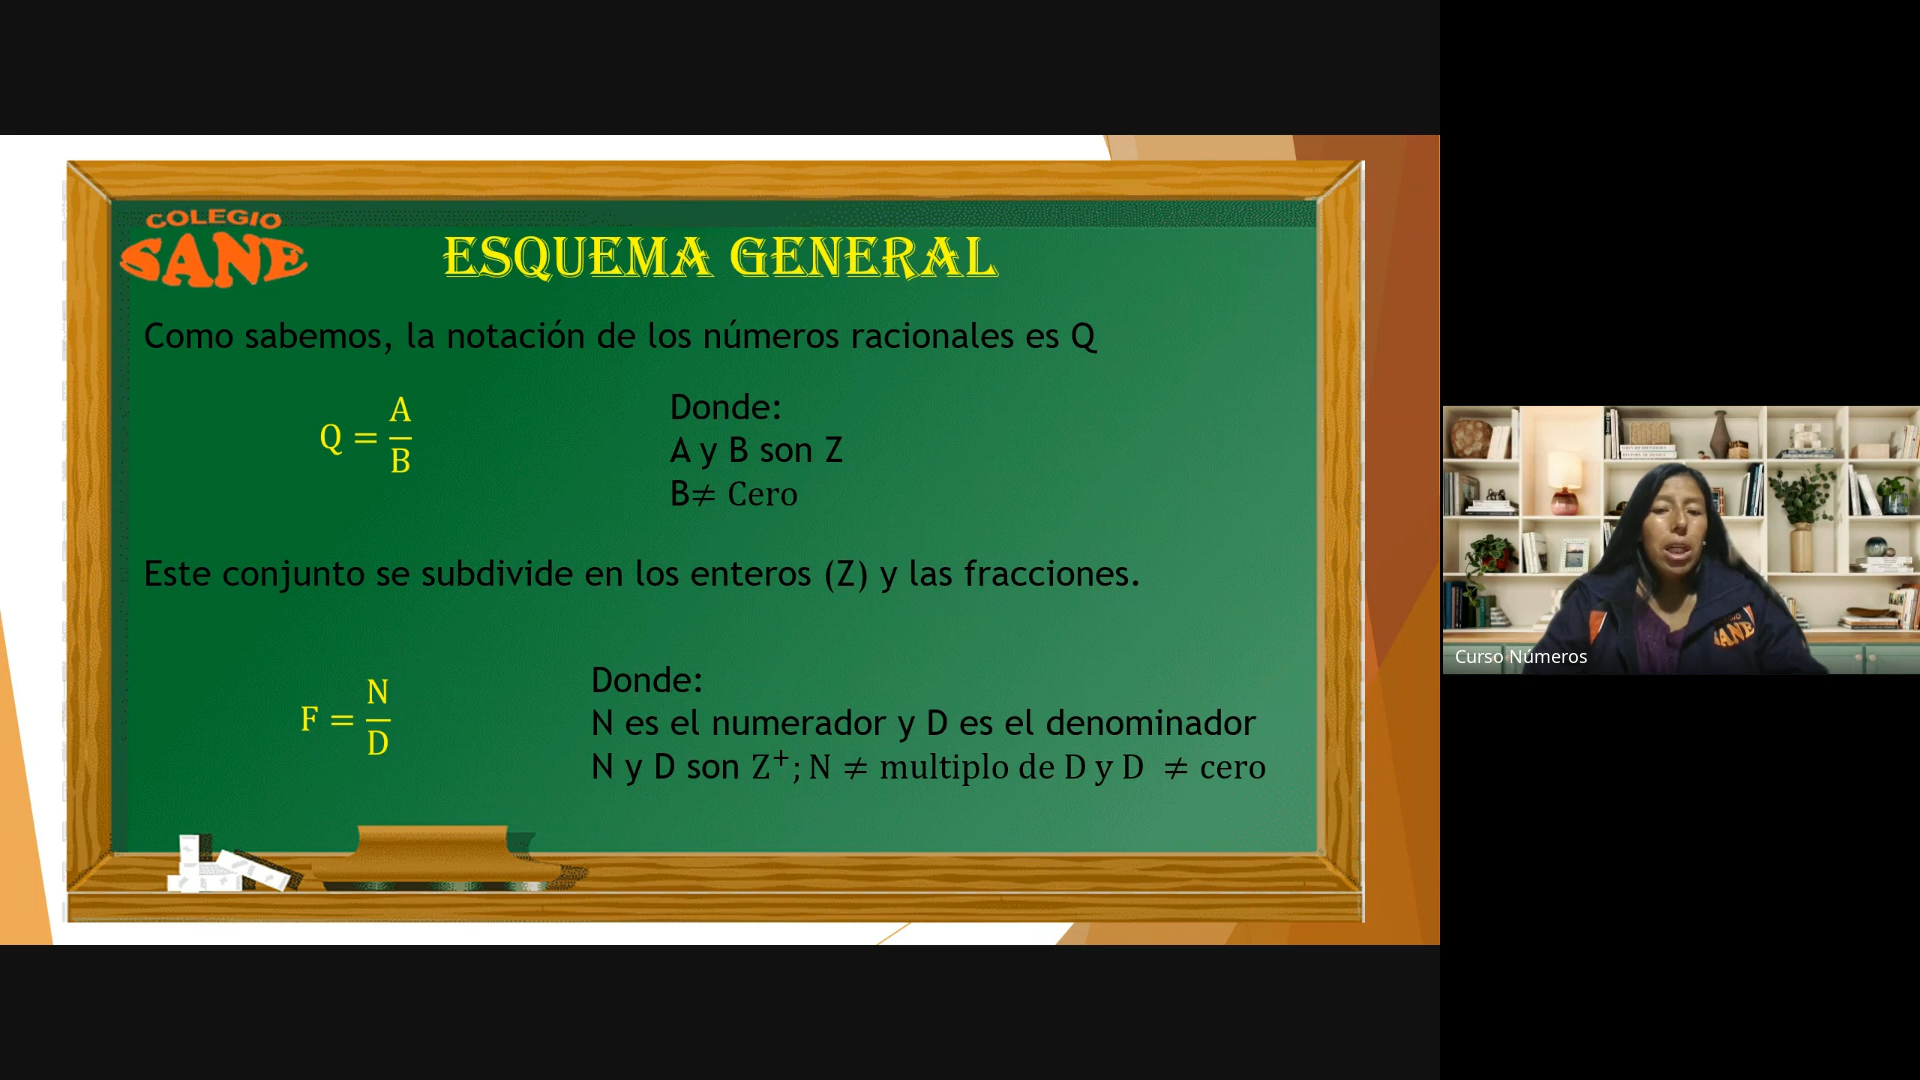 COLEGIO
SANE
ESQUEMA GENERAL
Como sabemos, la notación de los números racionales es Q
Q = A/B
Donde:
A y B son Z
B≠ Cero
Este conjunto se subdivide en los enteros (Z) y las fracciones.
F = N/D
Donde:
N es el numerador y D es el denominador
N y D son Z⁺; N ≠ multiplo de D y D ≠ cero
SANE
Curso Números